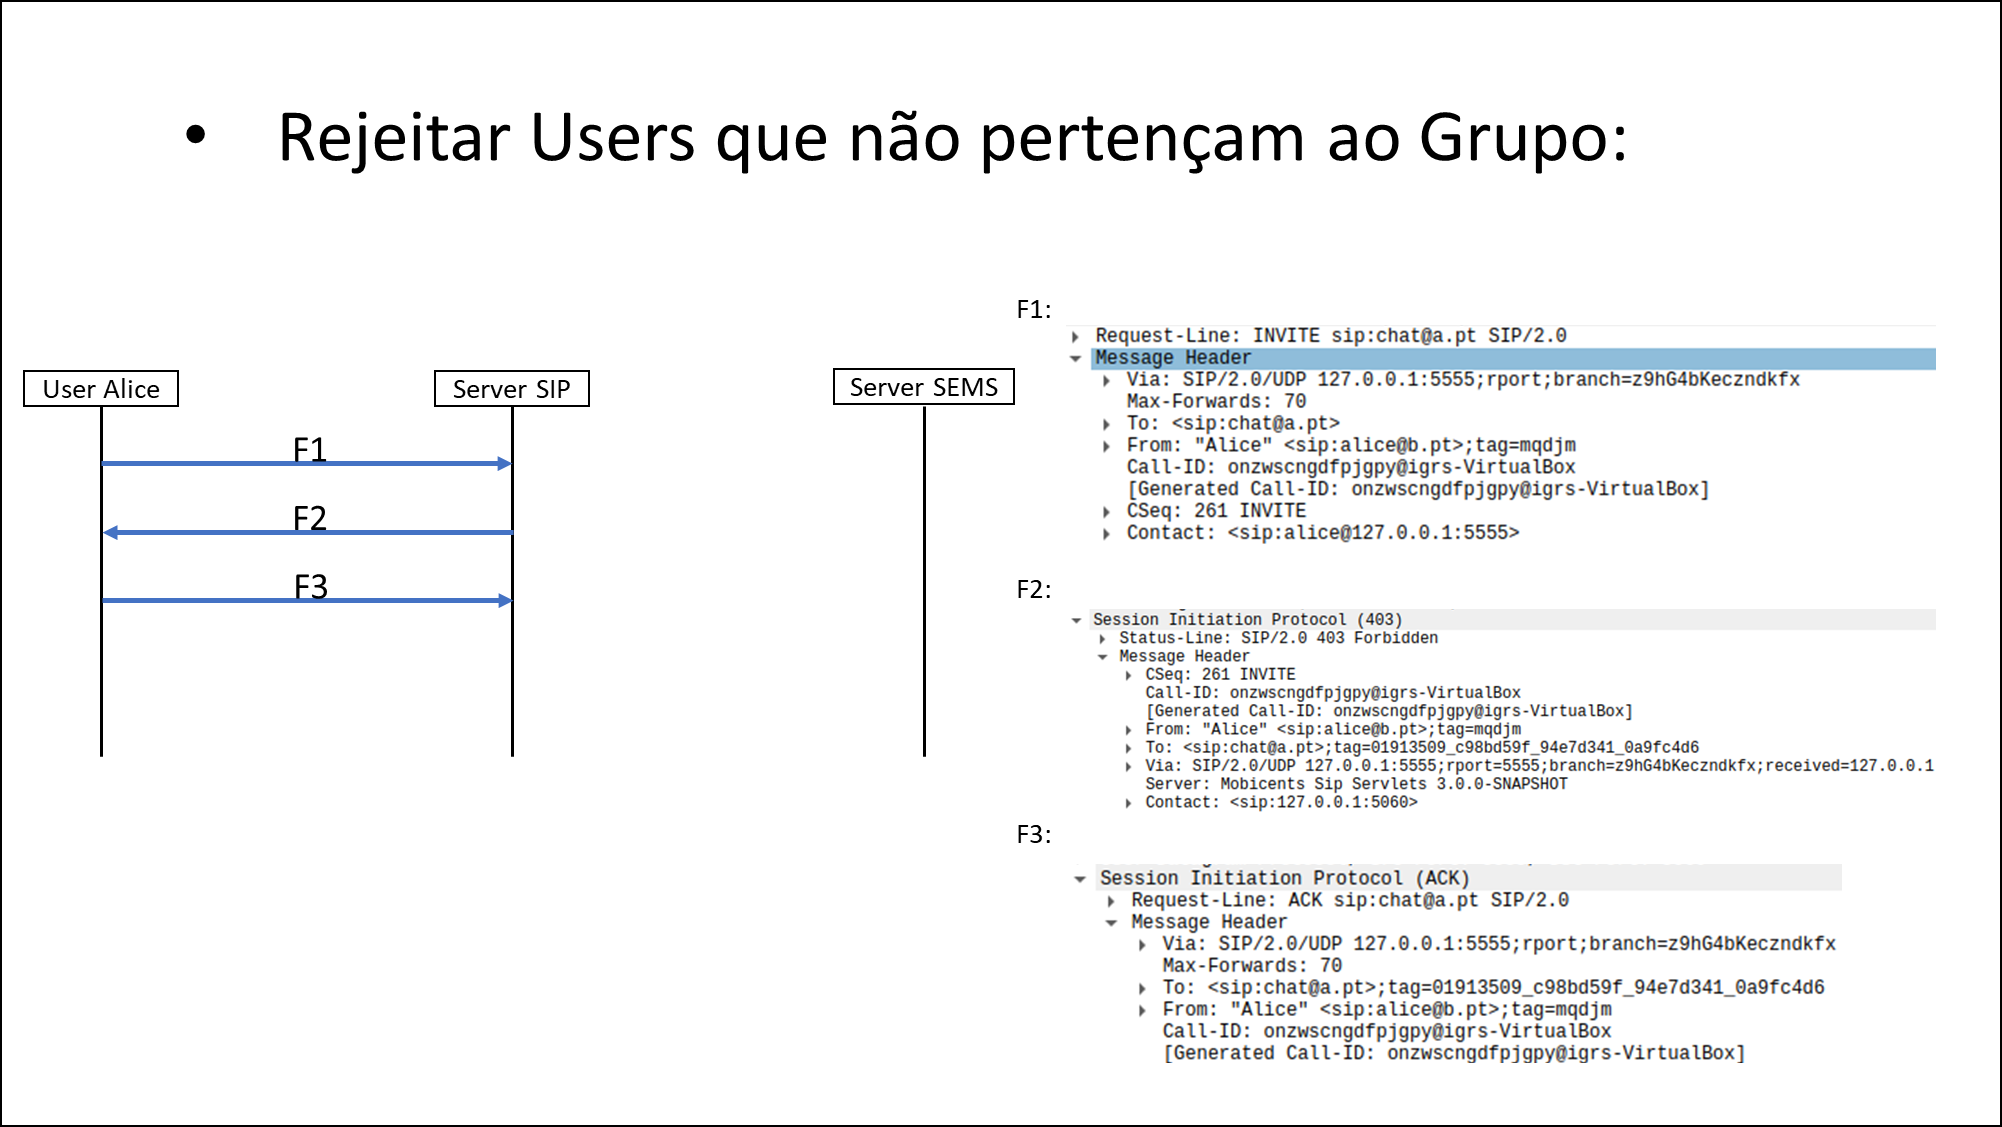 • Rejeitar Users que não pertençam ao Grupo:
User Alice
Server SIP
Server SEMS
F1
F2
F3
F1:
Request-Line: INVITE sip:chat@a.pt SIP/2.0
Message Header
Via: SIP/2.0/UDP 127.0.0.1:5555;rport;branch=z9hG4bKeczndkfx
Max-Forwards: 70
To: <sip:chat@a.pt>
From: "Alice" <sip:alice@b.pt>;tag=mqdjm
Call-ID: onzwscngdfpjgpy@igrs-VirtualBox
[Generated Call-ID: onzwscngdfpjgpy@igrs-VirtualBox]
CSeq: 261 INVITE
Contact: <sip:alice@127.0.0.1:5555>
F2:
Session Initiation Protocol (403)
Status-Line: SIP/2.0 403 Forbidden
Message Header
CSeq: 261 INVITE
Call-ID: onzwscngdfpjgpy@igrs-VirtualBox
[Generated Call-ID: onzwscngdfpjgpy@igrs-VirtualBox]
From: "Alice" <sip:alice@b.pt>;tag=mqdjm
To: <sip:chat@a.pt>;tag=01913509_c98bd59f_94e7d341_0a9fc4d6
Via: SIP/2.0/UDP 127.0.0.1:5555;rport=5555;branch=z9hG4bKeczndkfx;received=127.0.0.1
Server: Mobicents Sip Servlets 3.0.0-SNAPSHOT
Contact: <sip:127.0.0.1:5060>
F3:
Session Initiation Protocol (ACK)
Request-Line: ACK sip:chat@a.pt SIP/2.0
Message Header
Via: SIP/2.0/UDP 127.0.0.1:5555;rport;branch=z9hG4bKeczndkfx
Max-Forwards: 70
To: <sip:chat@a.pt>;tag=01913509_c98bd59f_94e7d341_0a9fc4d6
From: "Alice" <sip:alice@b.pt>;tag=mqdjm
Call-ID: onzwscngdfpjgpy@igrs-VirtualBox
[Generated Call-ID: onzwscngdfpjgpy@igrs-VirtualBox]